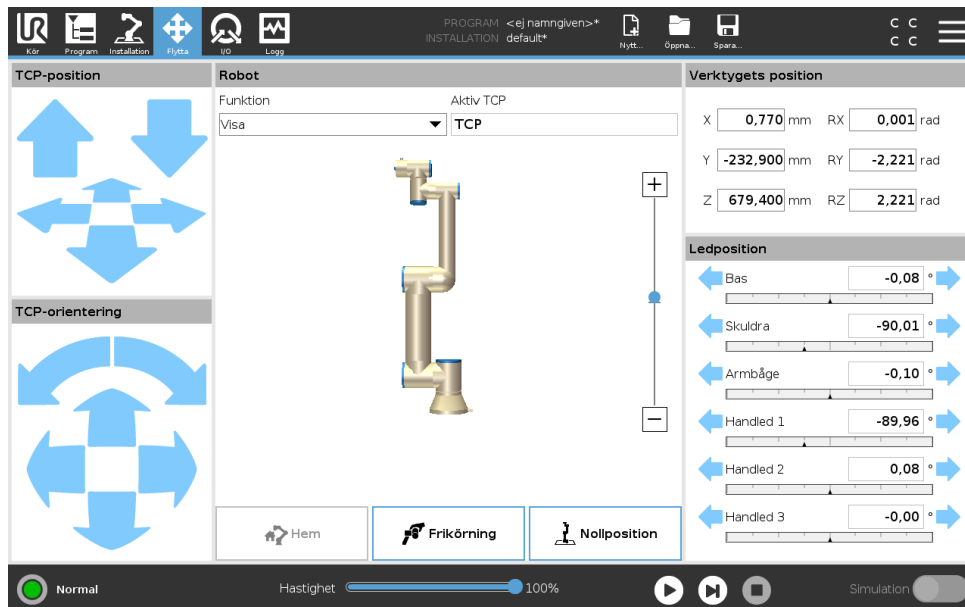 PROGRAM <ej namngiven>*
INSTALLATION default*
UR
Kör Program Installation Flytta I/O Logg Nytt... Öppna... Spara...
C C
C C
TCP-position
Robot
Verktygets position
Funktion Aktiv TCP
Visa TCP
X 0,770 mm RX 0,001 rad
Y -232,900 mm RY -2,221 rad
Z 679,400 mm RZ 2,221 rad
Ledposition
Bas -0,08 °
TCP-orientering
Skuldra -90,01 °
Armbåge -0,10 °
Handled 1 -89,96 °
Handled 2 0,08 °
Handled 3 -0,00 °
Hem Frikörning Nollposition
Normal Hastighet 100% Simulation